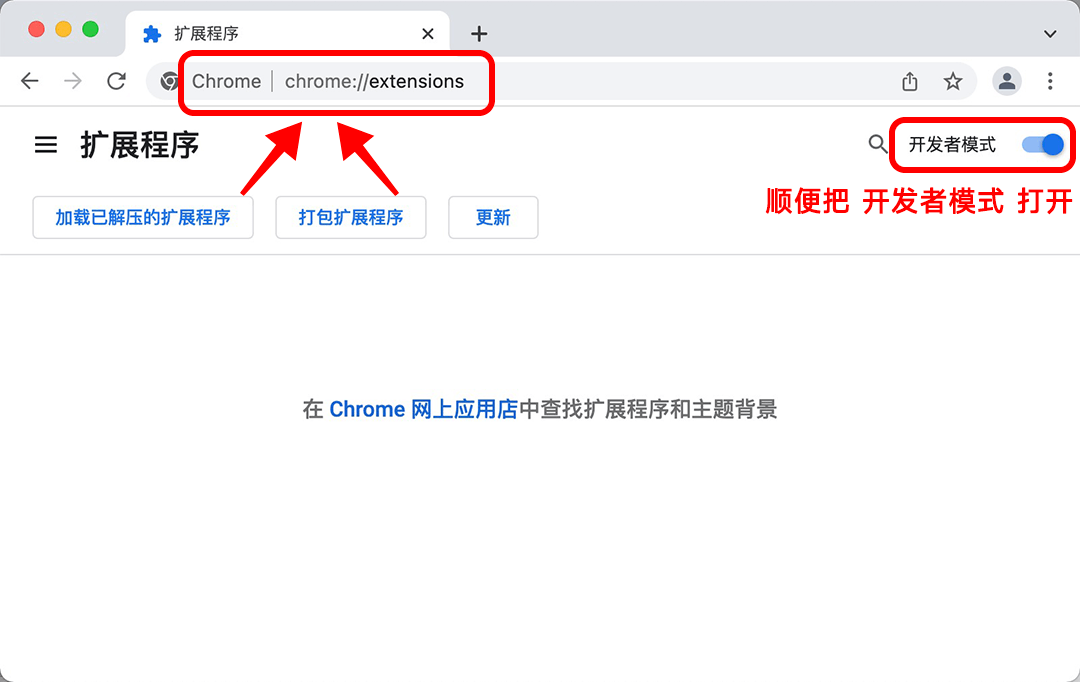 扩展程序
Chrome | chrome://extensions
扩展程序
开发者模式
顺便把 开发者模式 打开
加载已解压的扩展程序
打包扩展程序
更新
在 Chrome 网上应用店中查找扩展程序和主题背景